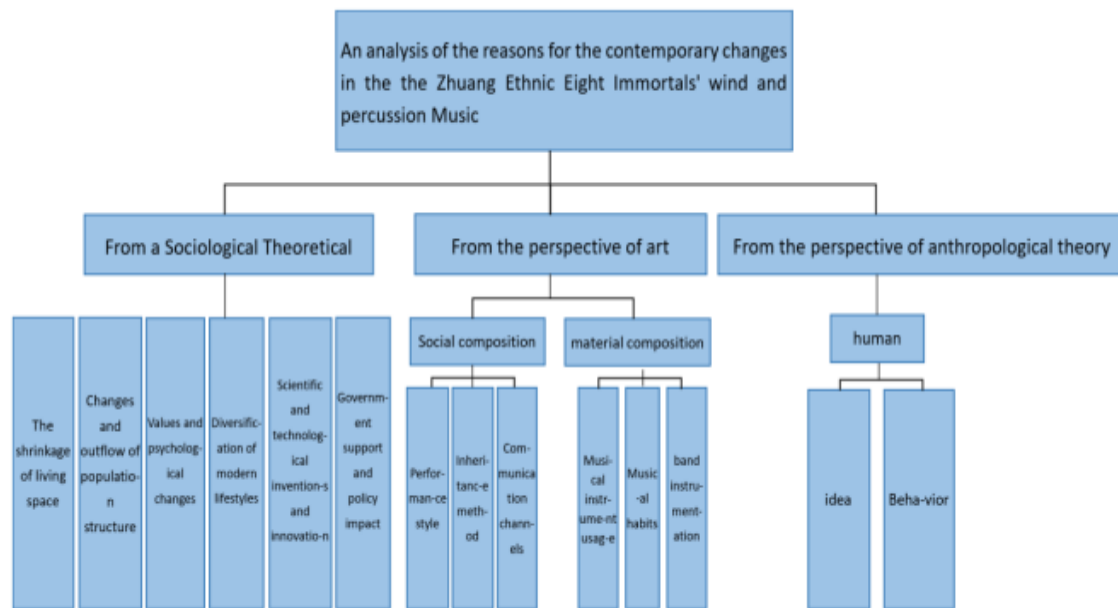 An analysis of the reasons for the contemporary changes
in the the Zhuang Ethnic Eight Immortals' wind and
percussion Music
From a Sociological Theoretical
From the perspective of art
From the perspective of anthropological theory
Social composition
material composition
human
The
shrinkage
of living
space
Changes
and
outflow of
populatio-
n
structure
Values and
psycholog-
ical
changes
Diversific-
ation of
modern
lifestyles
Scientific
and
technolog-
ical
invention-s
and
innovatio-n
Govern-
ment
support
and
policy
impact
Perfor-
man-ce
style
Inheri-
tanc-e
meth-
od
Com-
munica
tion
chann-
els
Musi-
cal
instr-
ume-nt
usag-e
Music
-al
habits
band
instru-
ment-
ation
idea
Beha-vior